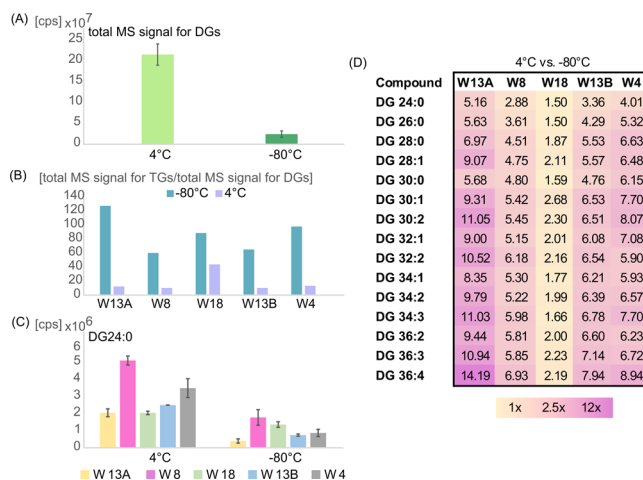 (A)
[cps] x10^7
total MS signal for DGs
25
20
15
10
5
0
4°C -80°C
(B)
[total MS signal for TGs/total MS signal for DGs]
-80°C 4°C
140
120
100
80
60
40
20
0
W13A W8 W18 W13B W4
(C)
[cps] x10^6
DG24:0
6
5
4
3
2
1
0
4°C -80°C
W 13A W 8 W 18 W 13B W 4
(D)
4°C vs. -80°C
Compound W13A W8 W18 W13B W4
DG 24:0 5.16 2.88 1.50 3.36 4.01
DG 26:0 5.63 3.61 1.50 4.29 5.32
DG 28:0 6.97 4.51 1.87 5.53 6.63
DG 28:1 9.07 4.75 2.11 5.57 6.48
DG 30:0 5.68 4.80 1.59 4.76 6.15
DG 30:1 9.31 5.42 2.68 6.53 7.70
DG 30:2 11.05 5.45 2.30 6.51 8.07
DG 32:1 9.00 5.15 2.01 6.08 7.08
DG 32:2 10.52 6.18 2.16 6.54 5.90
DG 34:1 8.35 5.30 1.77 6.21 5.93
DG 34:2 9.79 5.22 1.99 6.39 6.57
DG 34:3 11.03 5.98 1.66 6.78 7.70
DG 36:2 9.44 5.81 2.00 6.60 6.23
DG 36:3 10.94 5.85 2.23 7.14 6.72
DG 36:4 14.19 6.93 2.19 7.94 8.94
1x 2.5x 12x